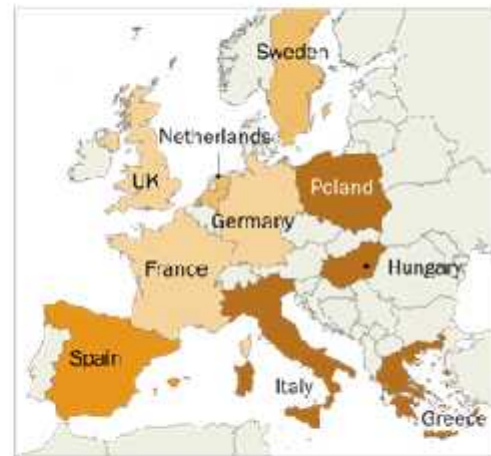 Sweden
Netherlands
UK
Poland
Germany
France
Hungary
Spain
Italy
Greece